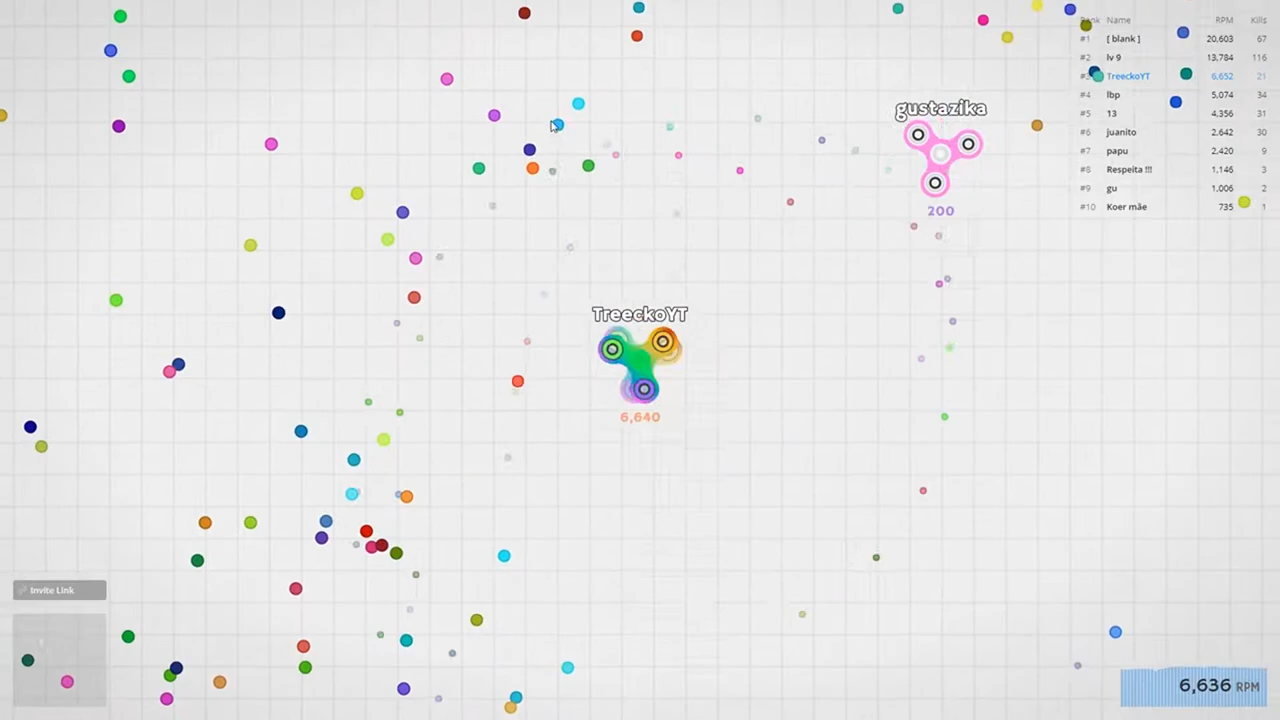 Rank Name RPM Kills
#1 [ blank ] 20,603 67
#2 lv 9 13,784 116
TreeckoYT 6,652 21
#4 lbp 5,074 34
#5 13 4,356 31
#6 juanito 2,642 30
#7 papu 2,420 9
#8 Respeita !!! 1,146 3
#9 gu 1,006 2
#10 Koer mãe 735 1
gustazika
200
TreeckoYT
6,640
Invite Link
6,636 RPM